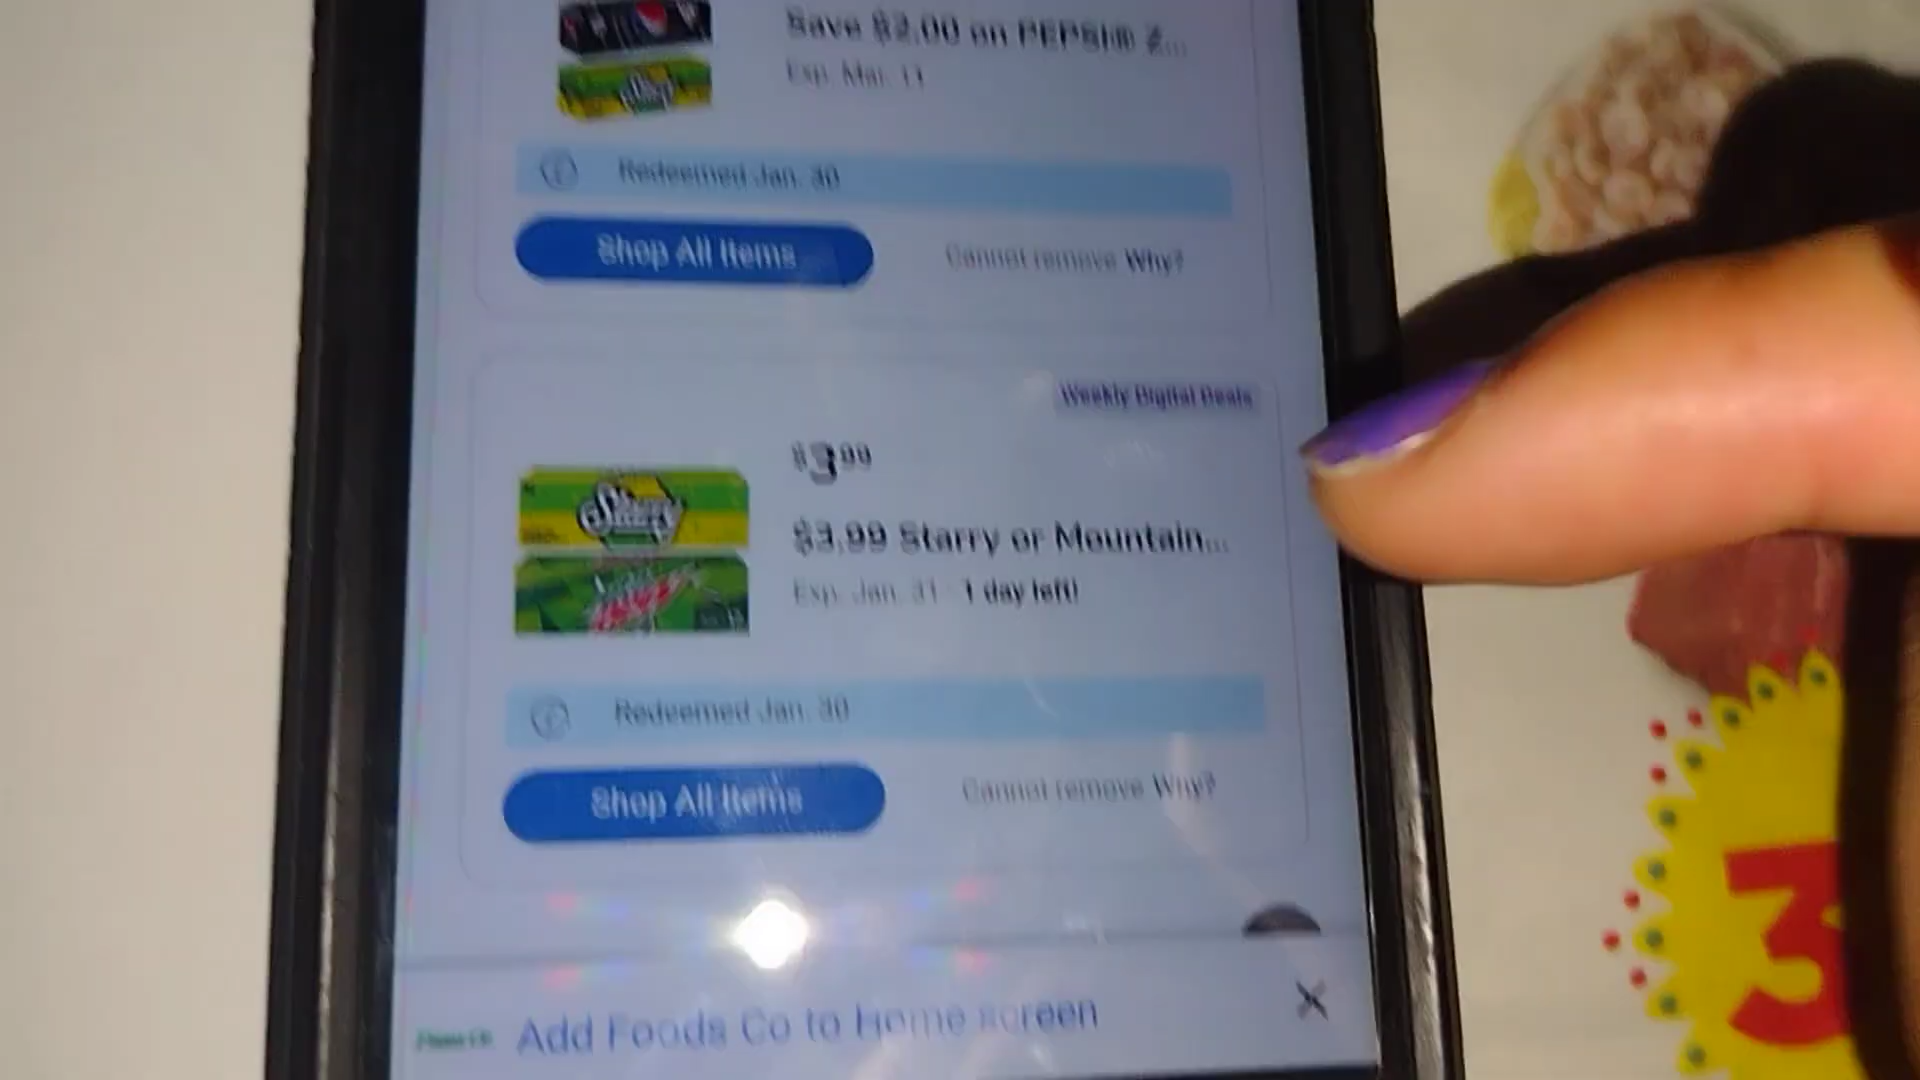 Save $2.00 on PEPSI® Z...
Exp. Mar. 11
Redeemed Jan. 30
Shop All Items
Cannot remove Why?
Weekly Digital Deals
$3.99
Starry
$3.99 Starry or Mountain...
Exp. Jan. 31 - 1 day left!
Redeemed Jan. 30
Shop All Items
Cannot remove Why?
Add Foods Co to Home screen
3